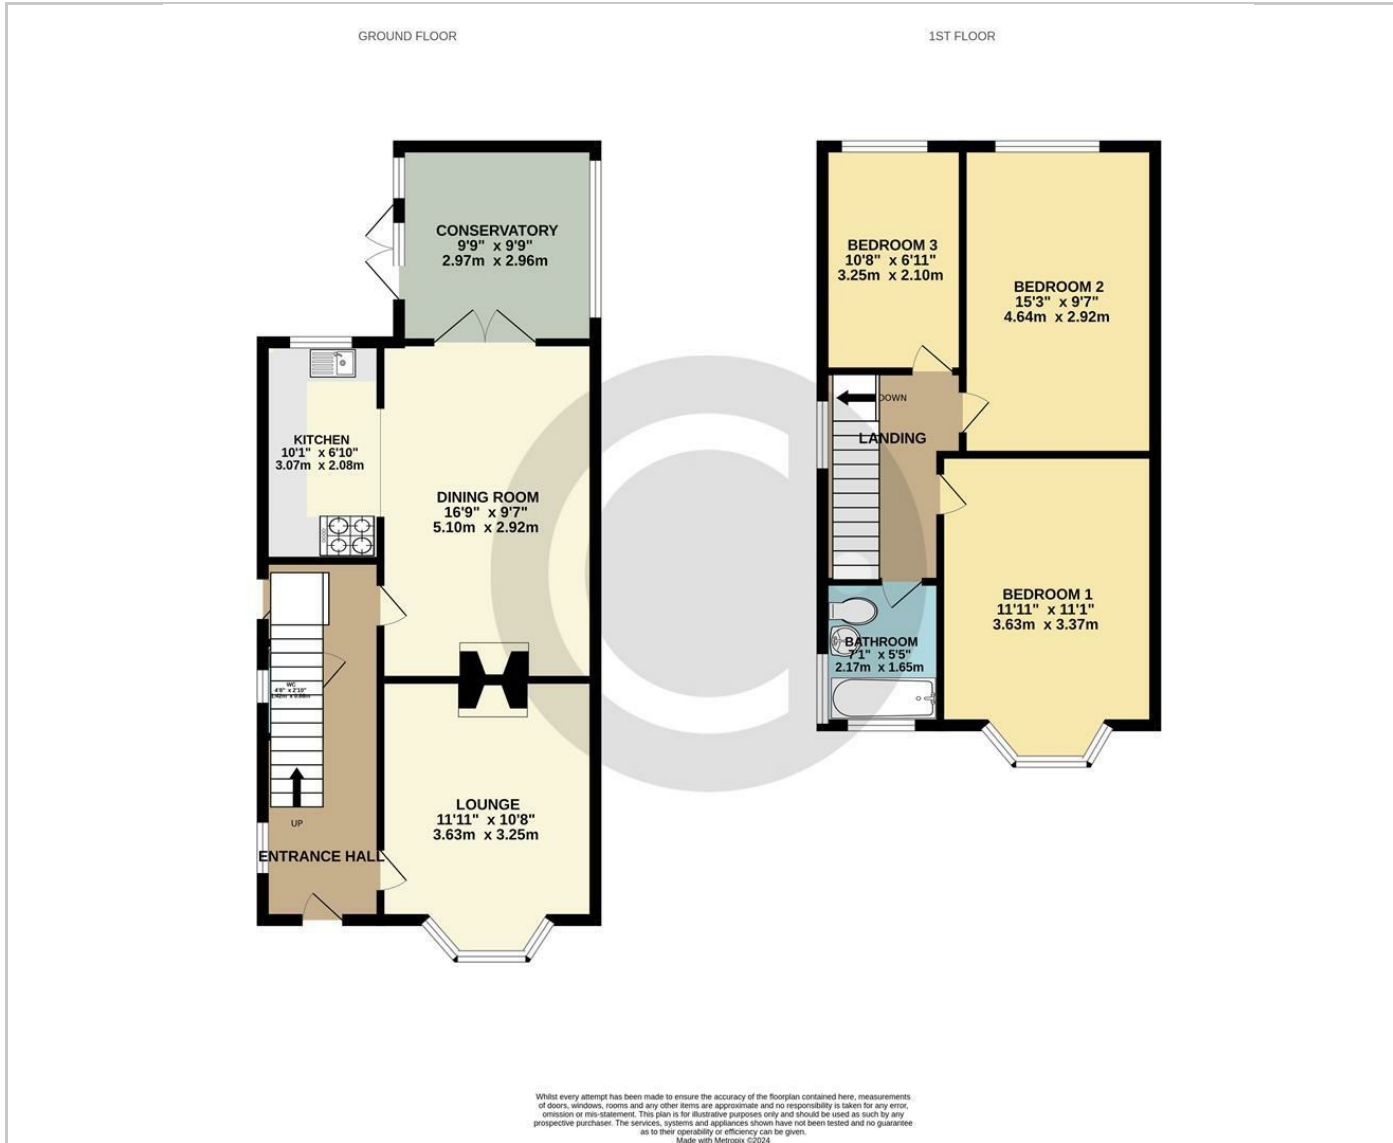 GROUND FLOOR
1ST FLOOR
CONSERVATORY
9'9" x 9'9"
2.97m x 2.96m
KITCHEN
10'1" x 6'10"
3.07m x 2.08m
DINING ROOM
16'9" x 9'7"
5.10m x 2.92m
WC
UP
ENTRANCE HALL
LOUNGE
11'11" x 10'8"
3.63m x 3.25m
BEDROOM 3
10'8" x 6'11"
3.25m x 2.10m
BEDROOM 2
15'3" x 9'7"
4.64m x 2.92m
DOWN
LANDING
BEDROOM 1
11'11" x 11'1"
3.63m x 3.37m
BATHROOM
7'1" x 5'5"
2.17m x 1.65m
Whilst every attempt has been made to ensure the accuracy of the floorplan contained here, measurements
of doors, windows, rooms and any other items are approximate and no responsibility is taken for any error,
omission or mis-statement. This plan is for illustrative purposes only and should be used as such by any
prospective purchaser. The services, systems and appliances shown have not been tested and no guarantee
as to their operability or efficiency can be given.
Made with Metropix ©2024